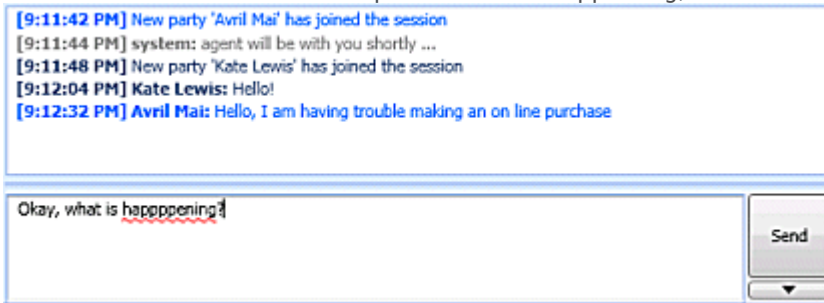 [9:11:42 PM] New party 'Avril Mai' has joined the session
[9:11:44 PM] system: agent will be with you shortly ...
[9:11:48 PM] New party 'Kate Lewis' has joined the session
[9:12:04 PM] Kate Lewis: Hello!
[9:12:32 PM] Avril Mai: Hello, I am having trouble making an on line purchase
Okay, what is happppening?
Send